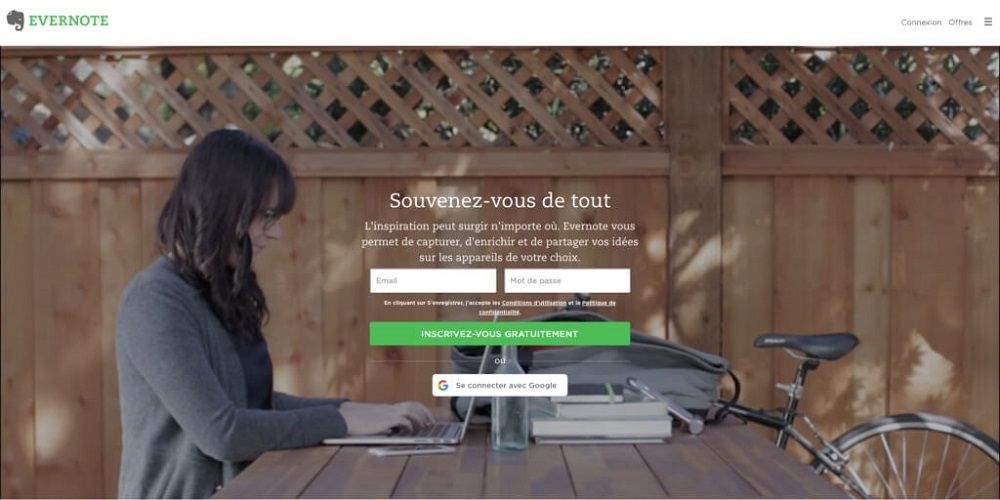 EVERNOTE
Connexion Offres
Souvenez-vous de tout
L'inspiration peut surgir n'importe où. Evernote vous
permet de capturer, d'enrichir et de partager vos idées
sur les appareils de votre choix.
Email Mot de passe
En cliquant sur S'enregistrer, j'accepte les Conditions d'utilisation et la Politique de
confidentialité.
INSCRIVEZ-VOUS GRATUITEMENT
ou
Se connecter avec Google